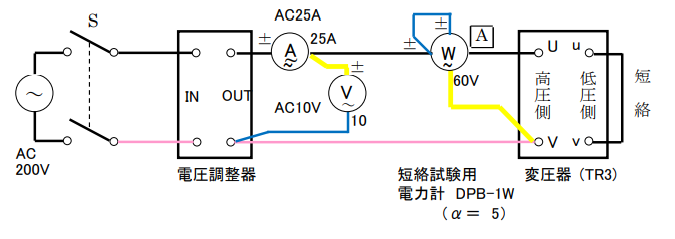 S
AC25A
±
A
~
25A
±
V
~
10
AC10V
±
±
W
~
60V
A
U
u
高圧側
低圧側
V
v
短絡
~
AC
200V
IN
OUT
電圧調整器
短絡試験用
電力計 DPB-1W
(α= 5)
変圧器 (TR3)